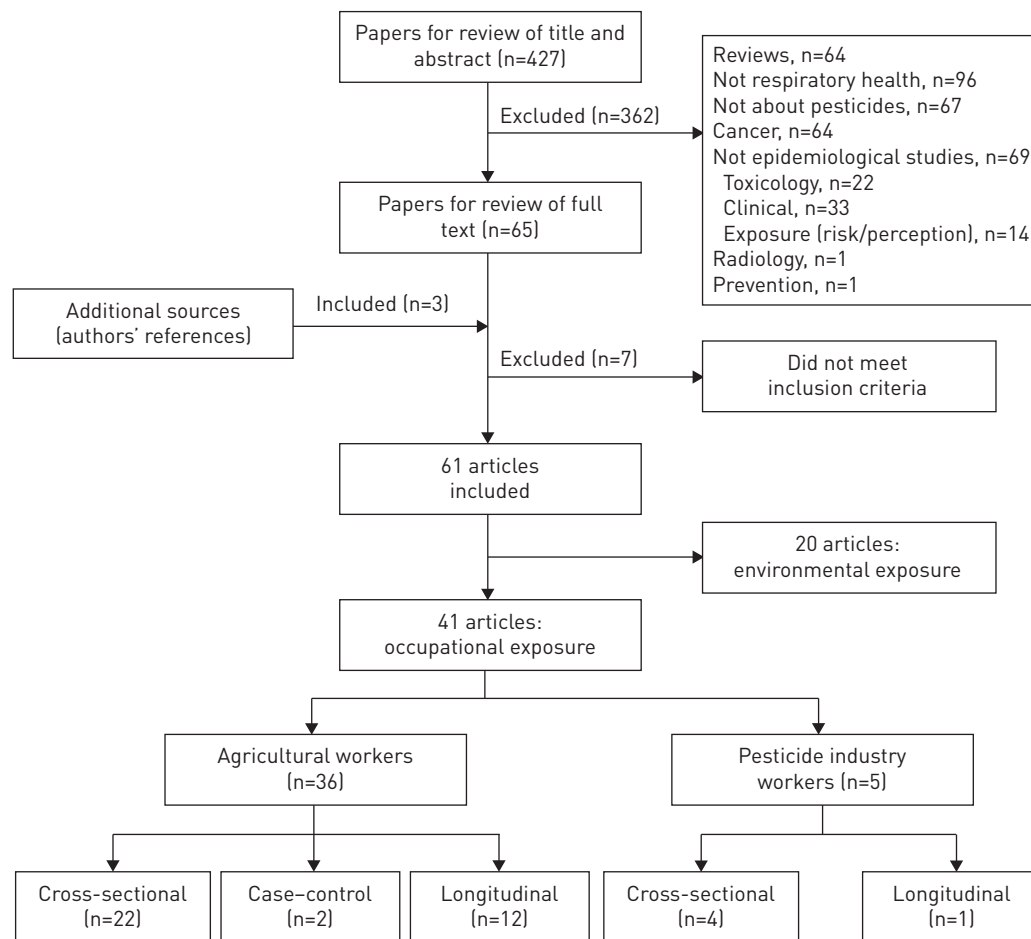 Papers for review of title and
abstract (n=427)
Reviews, n=64
Not respiratory health, n=96
Not about pesticides, n=67
Cancer, n=64
Not epidemiological studies, n=69
Toxicology, n=22
Clinical, n=33
Exposure (risk/perception), n=14
Radiology, n=1
Prevention, n=1
Excluded (n=362)
Papers for review of full
text (n=65)
Additional sources
(authors' references)
Included (n=3)
Excluded (n=7)
Did not meet
inclusion criteria
61 articles
included
20 articles:
environmental exposure
41 articles:
occupational exposure
Agricultural workers
(n=36)
Pesticide industry
workers (n=5)
Cross-sectional
(n=22)
Case–control
(n=2)
Longitudinal
(n=12)
Cross-sectional
(n=4)
Longitudinal
(n=1)